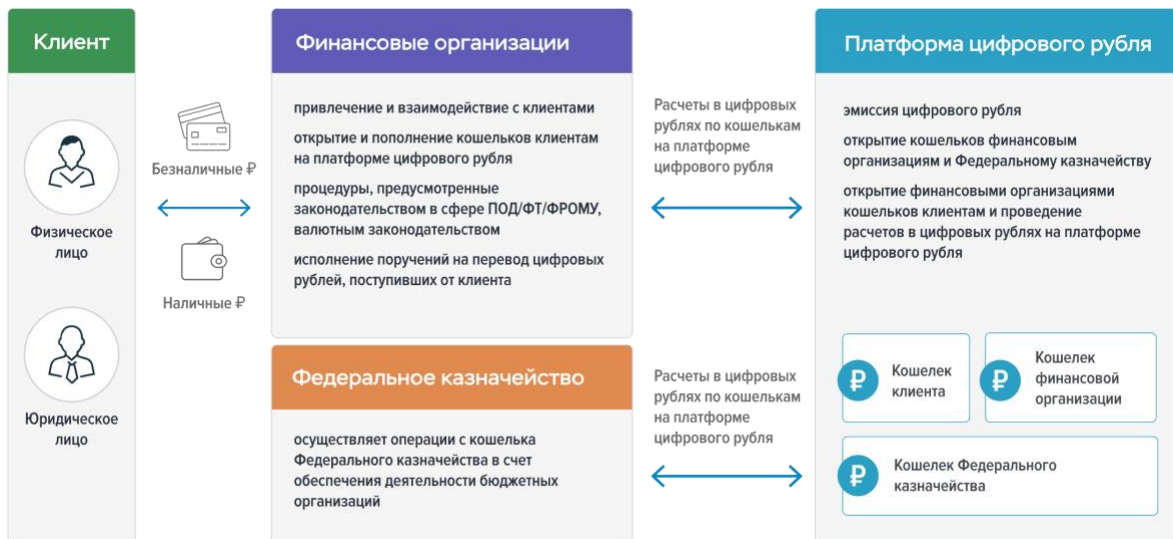 Клиент
Физическое
лицо
Юридическое
лицо
Безналичные ₽
Наличные ₽
Финансовые организации
привлечение и взаимодействие с клиентами
открытие и пополнение кошельков клиентам
на платформе цифрового рубля
процедуры, предусмотренные
законодательством в сфере ПОД/ФТ/ФРОМУ,
валютным законодательством
исполнение поручений на перевод цифровых
рублей, поступивших от клиента
Федеральное казначейство
осуществляет операции с кошелька
Федерального казначейства в счет
обеспечения деятельности бюджетных
организаций
Расчеты в цифровых
рублях по кошелькам
на платформе
цифрового рубля
Расчеты в цифровых
рублях по кошелькам
на платформе
цифрового рубля
Платформа цифрового рубля
эмиссия цифрового рубля
открытие кошельков финансовым
организациям и Федеральному казначейству
открытие финансовыми организациями
кошельков клиентам и проведение
расчетов в цифровых рублях на платформе
цифрового рубля
₽
Кошелек
клиента
₽
Кошелек
финансовой
организации
₽
Кошелек Федерального
казначейства